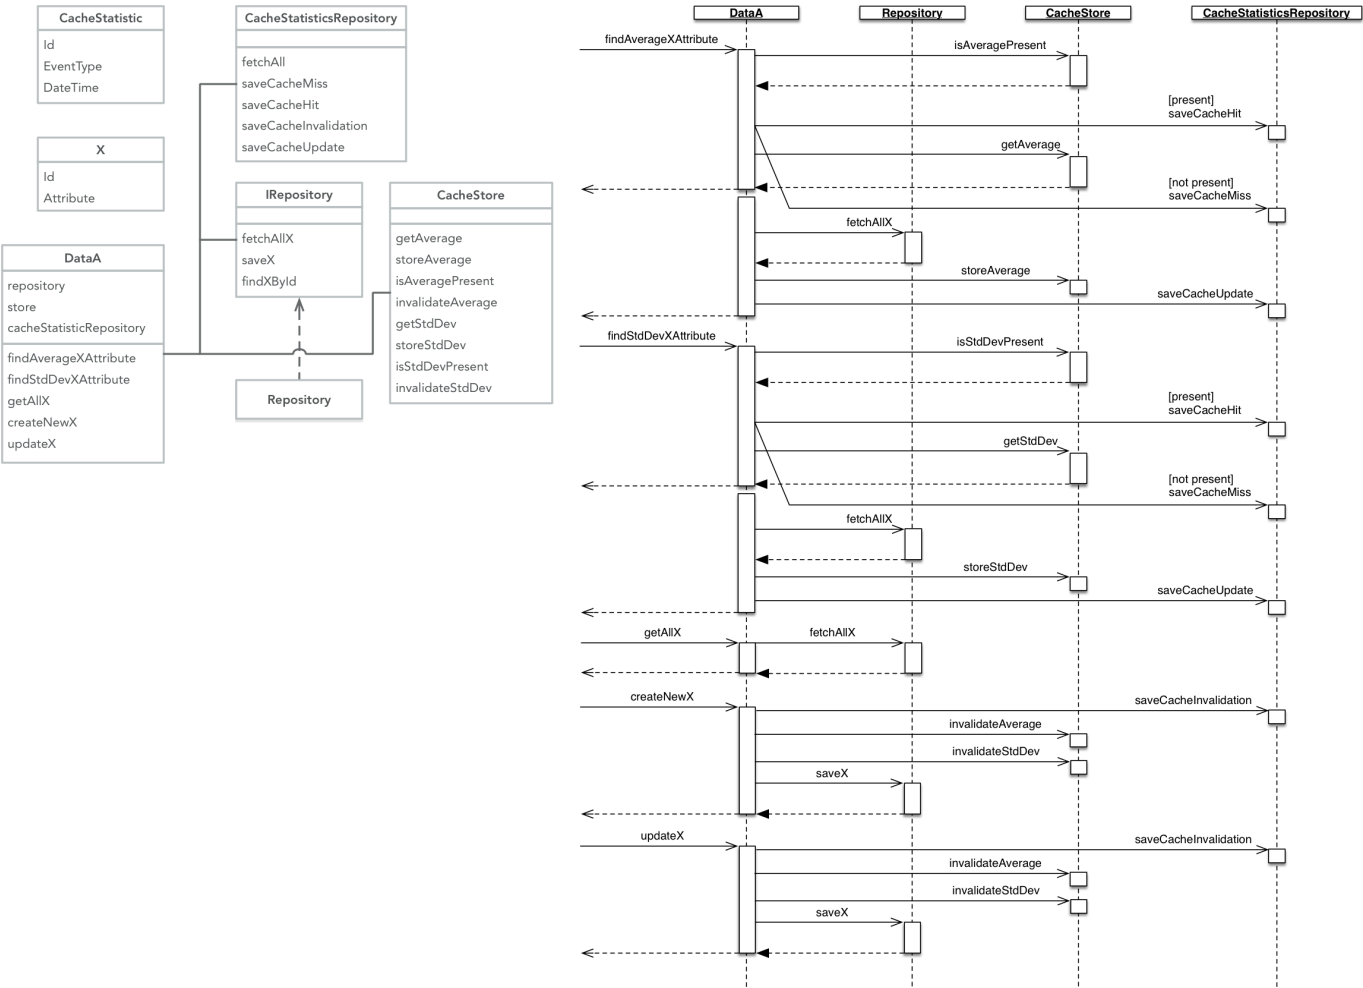 CacheStatistic
Id
EventType
DateTime
CacheStatisticsRepository
fetchAll
saveCacheMiss
saveCacheHit
saveCacheInvalidation
saveCacheUpdate
X
Id
Attribute
IRepository
fetchAllX
saveX
findXById
CacheStore
getAverage
storeAverage
isAveragePresent
invalidateAverage
getStdDev
storeStdDev
isStdDevPresent
invalidateStdDev
DataA
repository
store
cacheStatisticRepository
findAverageXAttribute
findStdDevXAttribute
getAllX
createNewX
updateX
Repository
DataA
Repository
CacheStore
CacheStatisticsRepository
findAverageXAttribute
isAveragePresent
[present]
saveCacheHit
getAverage
[not present]
saveCacheMiss
fetchAllX
storeAverage
saveCacheUpdate
findStdDevXAttribute
isStdDevPresent
[present]
saveCacheHit
getStdDev
[not present]
saveCacheMiss
fetchAllX
storeStdDev
saveCacheUpdate
getAllX
fetchAllX
createNewX
saveCacheInvalidation
invalidateAverage
invalidateStdDev
saveX
updateX
saveCacheInvalidation
invalidateAverage
invalidateStdDev
saveX